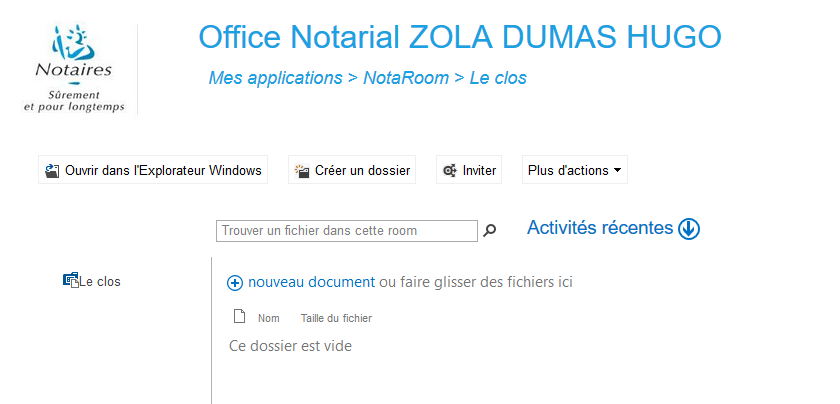 Office Notarial ZOLA DUMAS HUGO
Notaires
Sûrement
et pour longtemps
Mes applications > NotaRoom > Le clos
Ouvrir dans l'Explorateur Windows Créer un dossier Inviter Plus d'actions
Trouver un fichier dans cette room Activités récentes
Le clos
nouveau document ou faire glisser des fichiers ici
Nom Taille du fichier
Ce dossier est vide